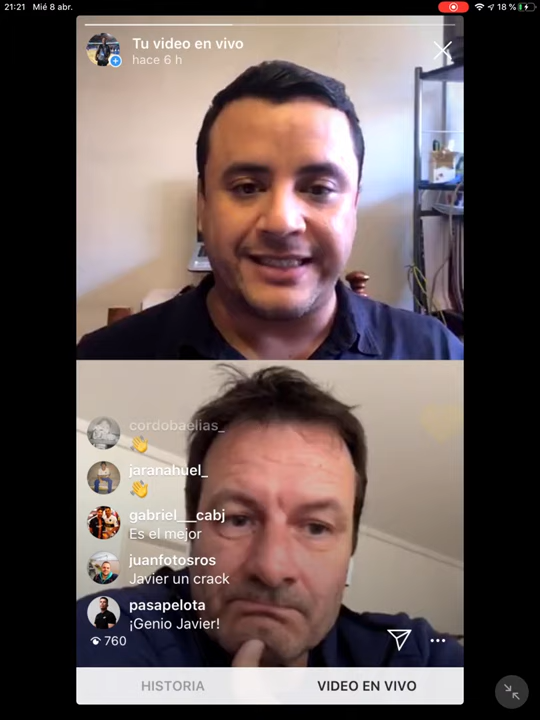 21:21 Mié 8 abr.
18 %
Tu video en vivo
hace 6 h
cordobaelias_
👏
jaranahuel_
👏
gabriel___cabj
Es el mejor
juanfotosros
Javier un crack
pasapelota
¡Genio Javier!
760
HISTORIA
VIDEO EN VIVO